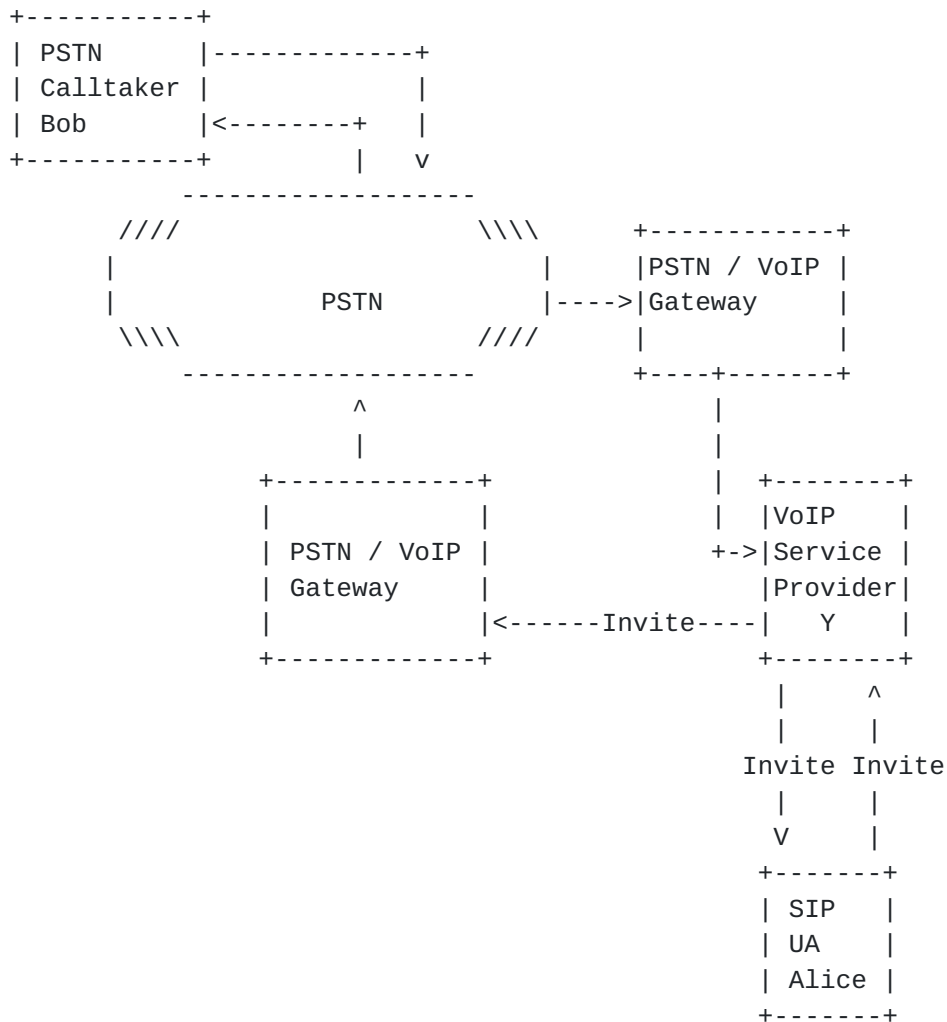 PSTN
Calltaker
Bob
PSTN / VoIP
PSTN
Gateway
VoIP
PSTN / VoIP
Service
Gateway
Provider
Invite
Y
Invite Invite
SIP
UA
Alice